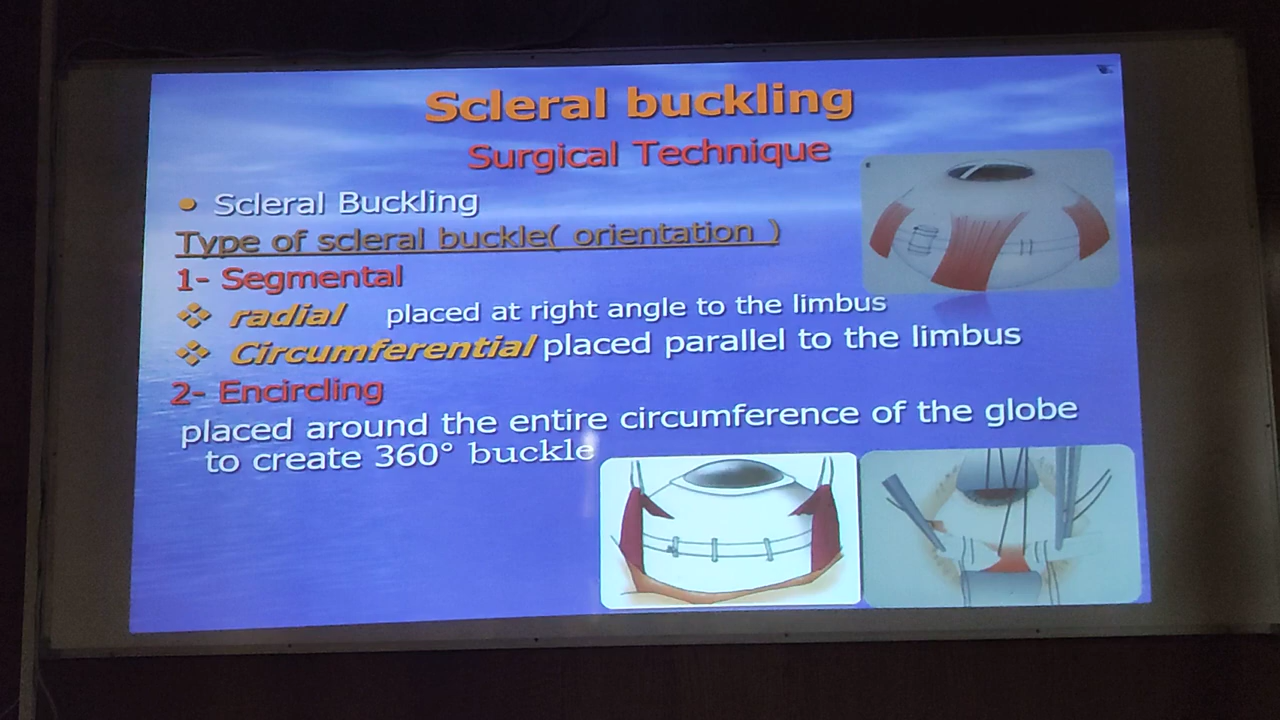 Scleral buckling
Surgical Technique
• Scleral Buckling
Type of scleral buckle( orientation )
1- Segmental
❖ radial placed at right angle to the limbus
❖ Circumferential placed parallel to the limbus
2- Encircling
placed around the entire circumference of the globe
to create 360° buckle